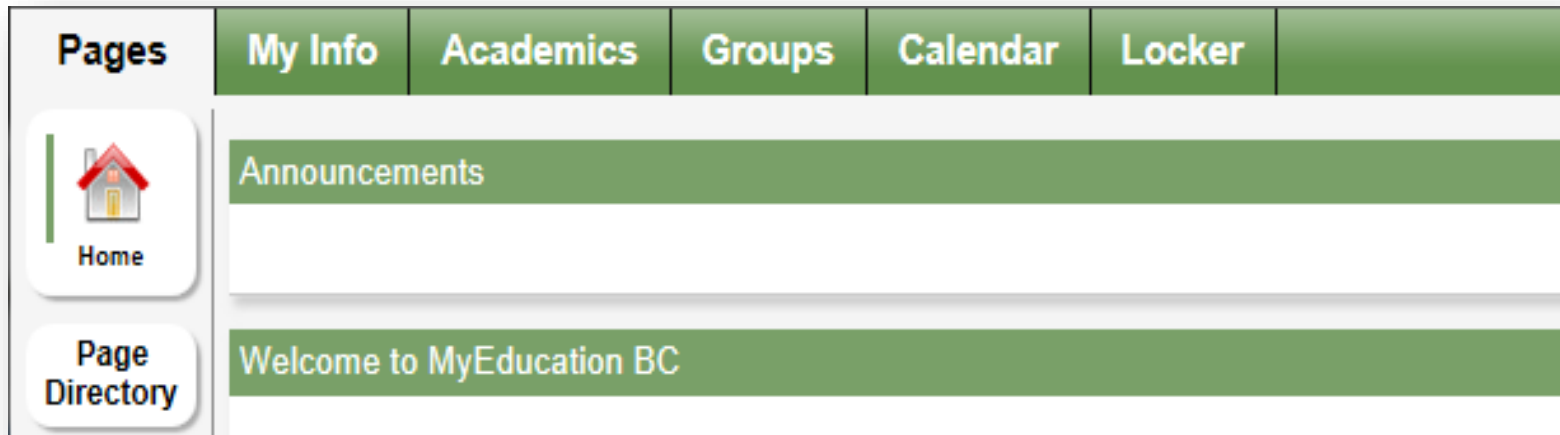 Pages My Info Academics Groups Calendar Locker
Home
Page
Directory
Announcements
Welcome to MyEducation BC